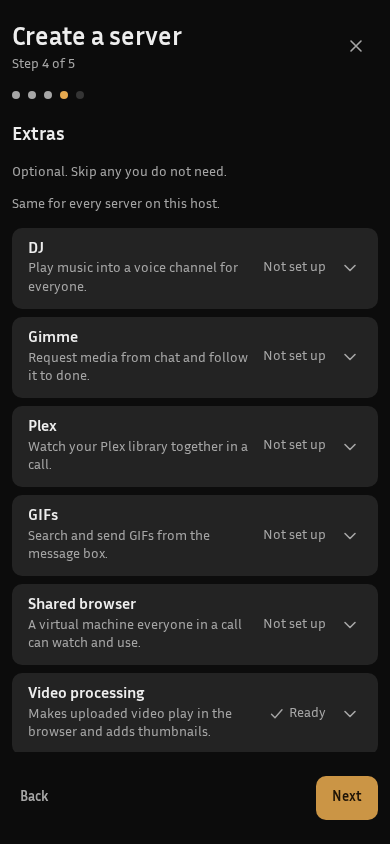 Create a server
Step 4 of 5
Extras
Optional. Skip any you do not need.
Same for every server on this host.
DJ
Play music into a voice channel for
everyone.
Not set up
Gimme
Request media from chat and follow
it to done.
Not set up
Plex
Watch your Plex library together in a
call.
Not set up
GIFs
Search and send GIFs from the
message box.
Not set up
Shared browser
A virtual machine everyone in a call
can watch and use.
Not set up
Video processing
Makes uploaded video play in the
browser and adds thumbnails.
Ready
Back
Next